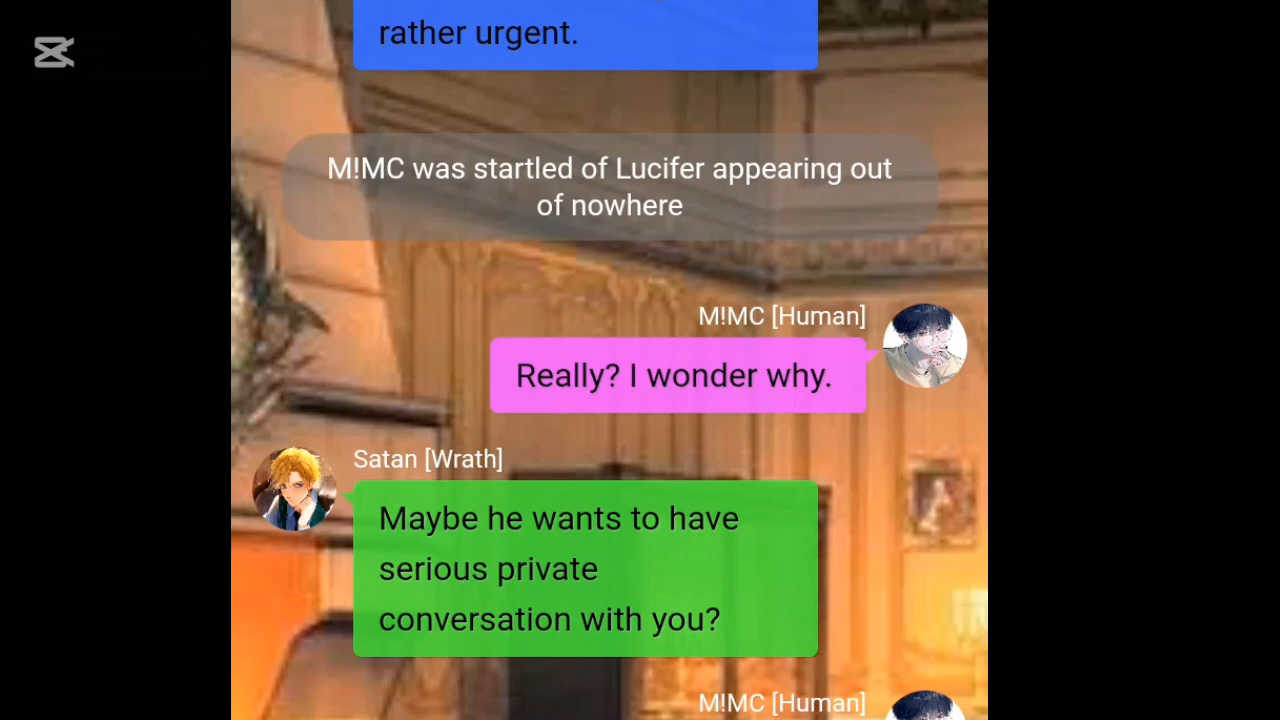 rather urgent.
M!MC was startled of Lucifer appearing out
of nowhere
M!MC [Human]
Really? I wonder why.
Satan [Wrath]
Maybe he wants to have
serious private
conversation with you?
M!MC [Human]